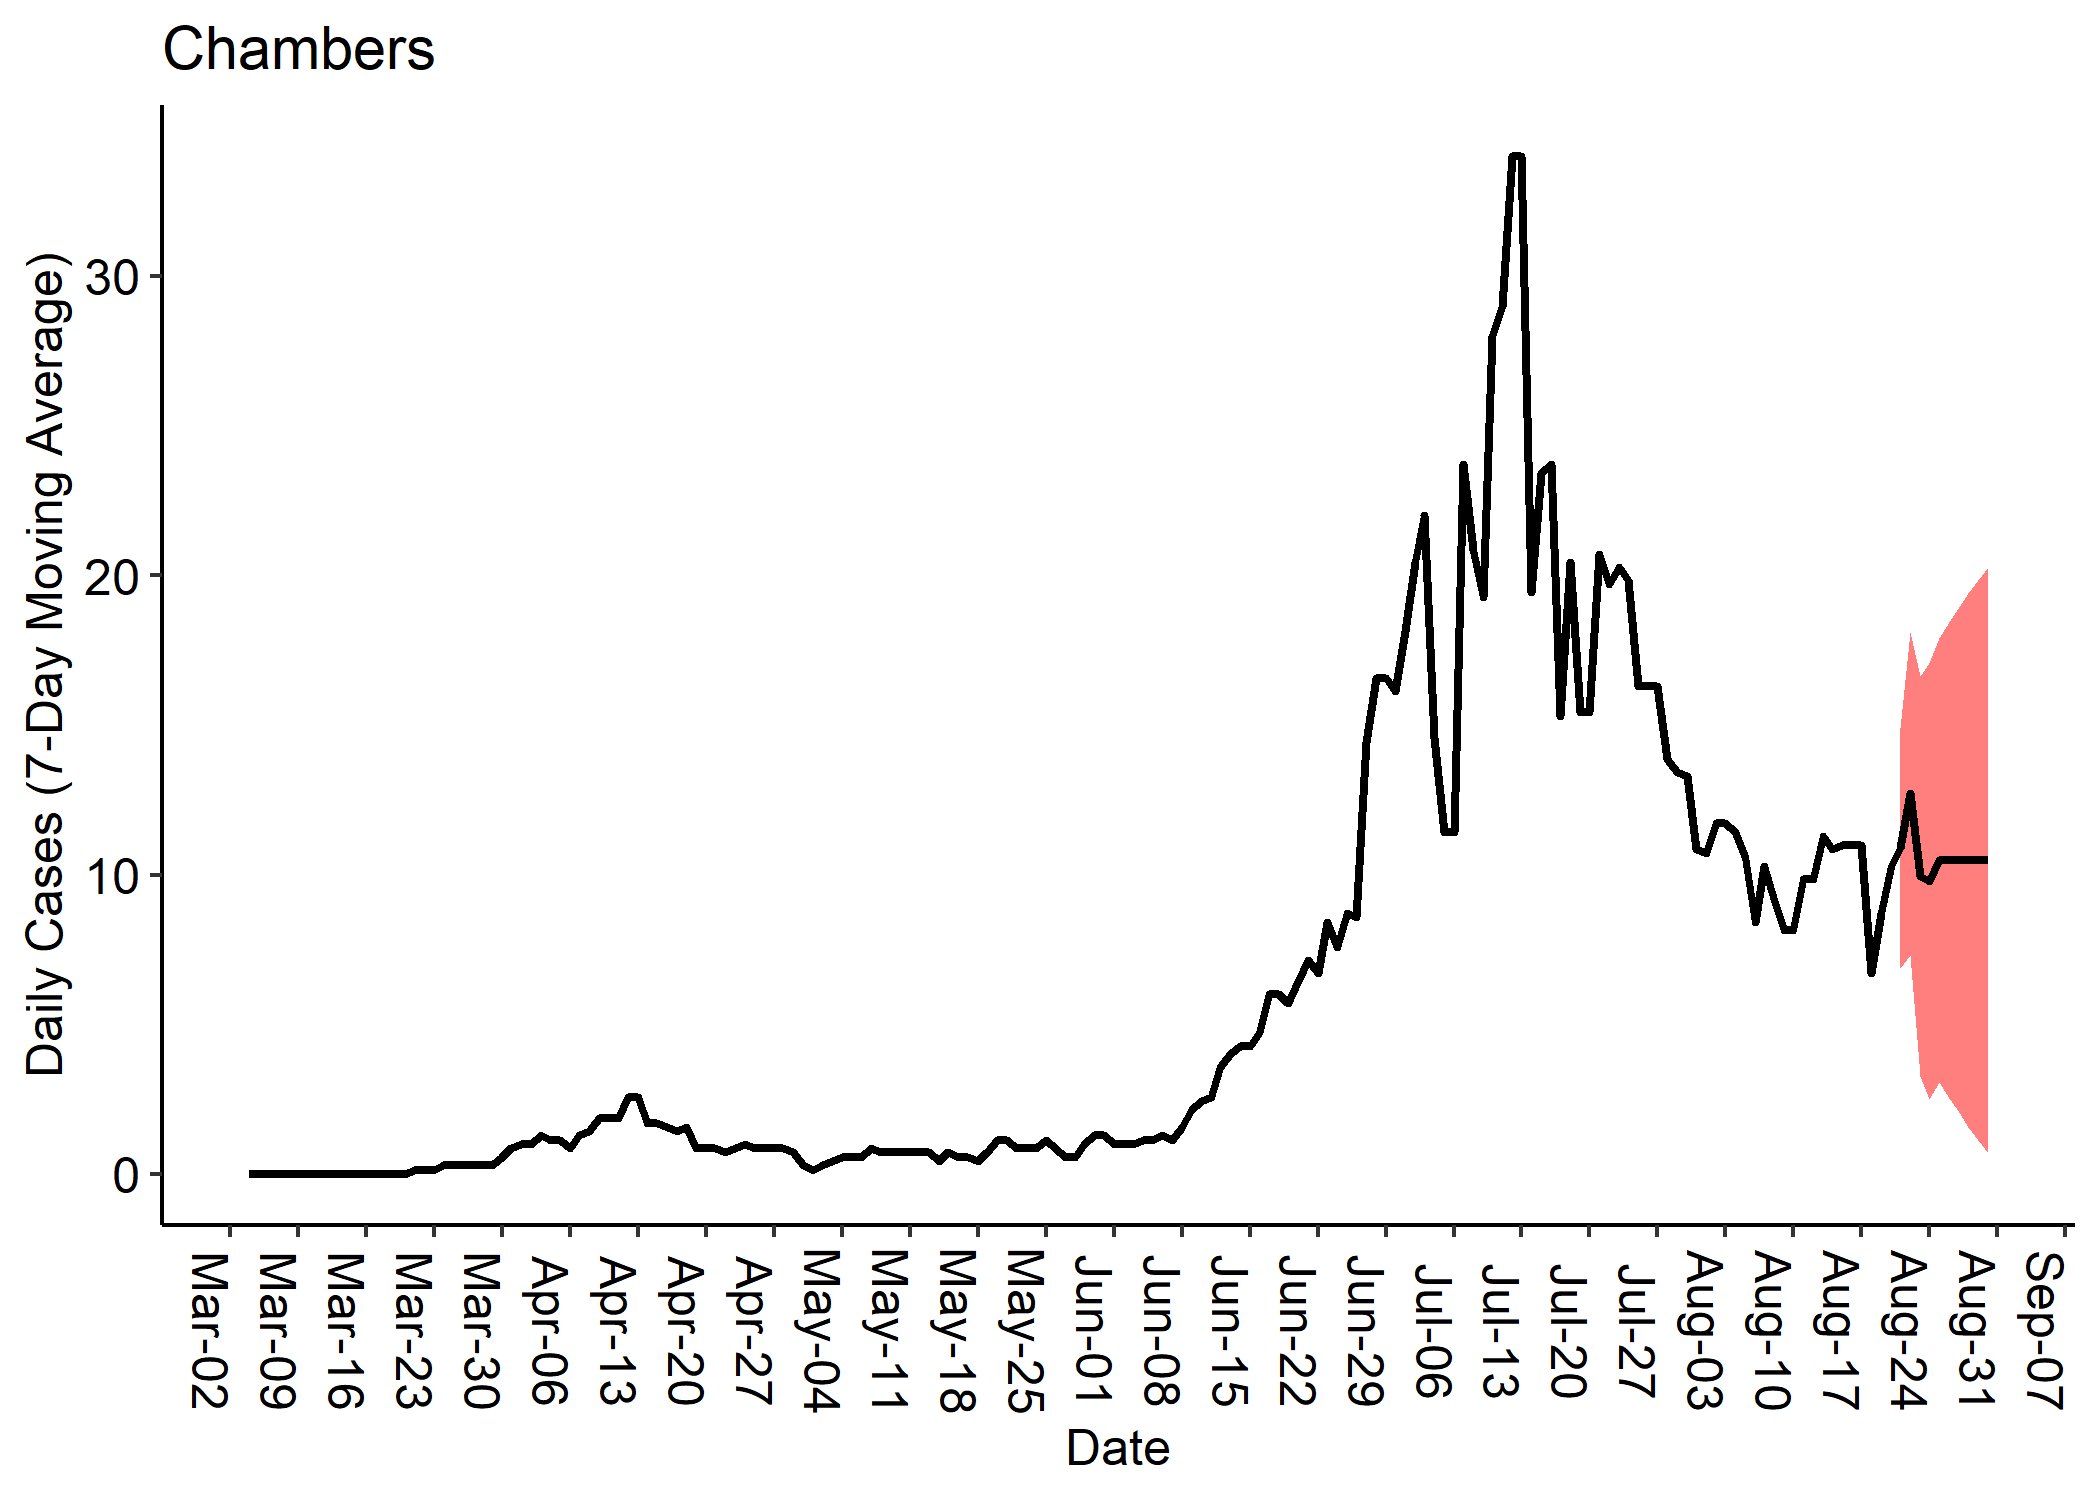 Chambers
Daily Cases (7-Day Moving Average)
30
20
10
0
Mar-02
Mar-09
Mar-16
Mar-23
Mar-30
Apr-06
Apr-13
Apr-20
Apr-27
May-04
May-11
May-18
May-25
Jun-01
Jun-08
Jun-15
Jun-22
Jun-29
Jul-06
Jul-13
Jul-20
Jul-27
Aug-03
Aug-10
Aug-17
Aug-24
Aug-31
Sep-07
Date